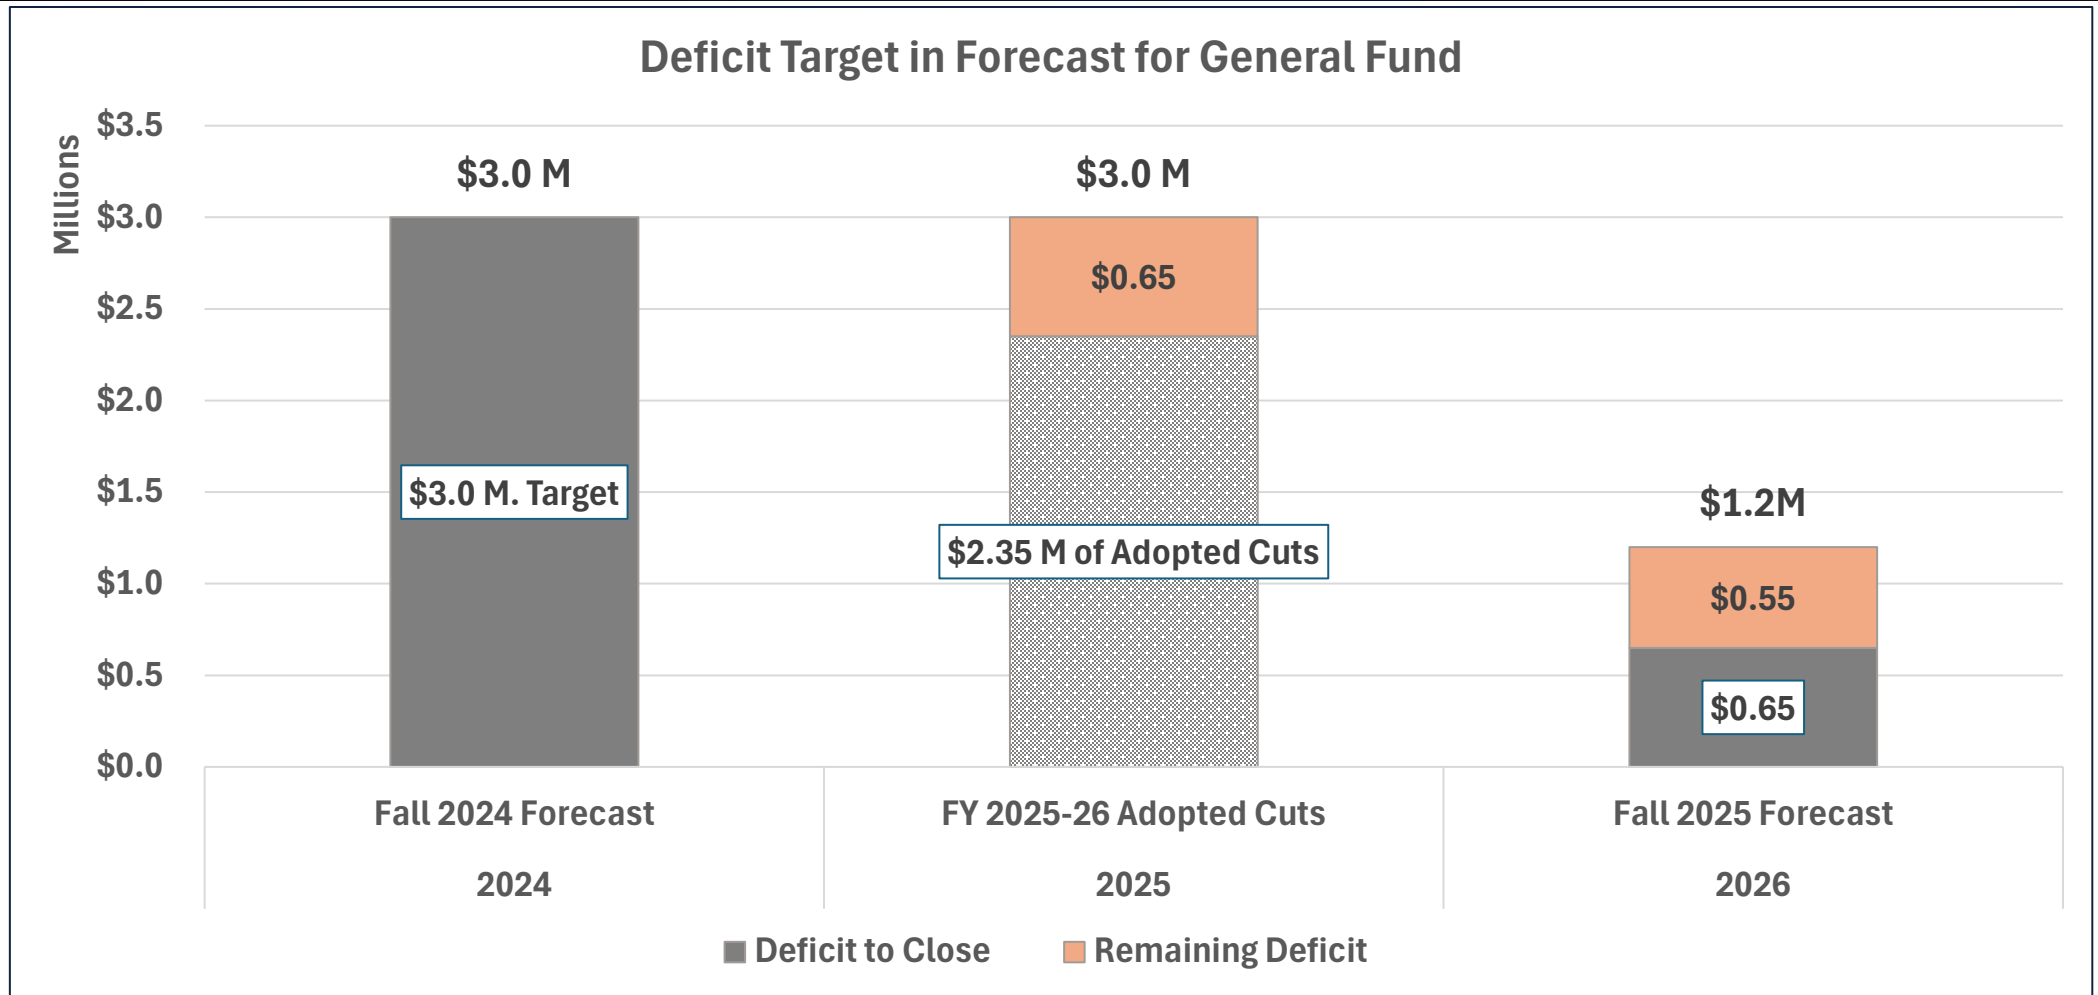 Deficit Target in Forecast for General Fund
Millions
$3.5
$3.0
$2.5
$2.0
$1.5
$1.0
$0.5
$0.0
$3.0 M
$3.0 M. Target
$3.0 M
$0.65
$2.35 M of Adopted Cuts
$1.2M
$0.55
$0.65
Fall 2024 Forecast
FY 2025-26 Adopted Cuts
Fall 2025 Forecast
2024
2025
2026
Deficit to Close
Remaining Deficit